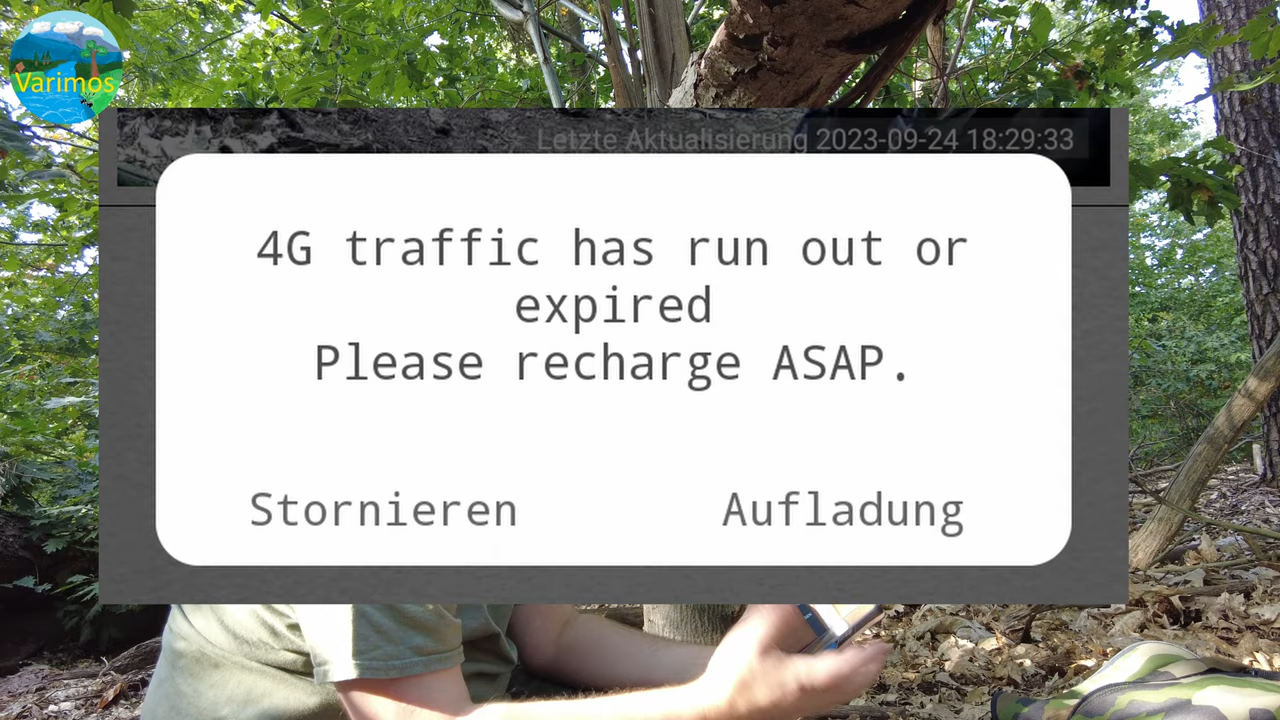 Varimos
Letzte Aktualisierung 2023-09-24 18:29:33
4G traffic has run out or
expired
Please recharge ASAP.
Stornieren
Aufladung